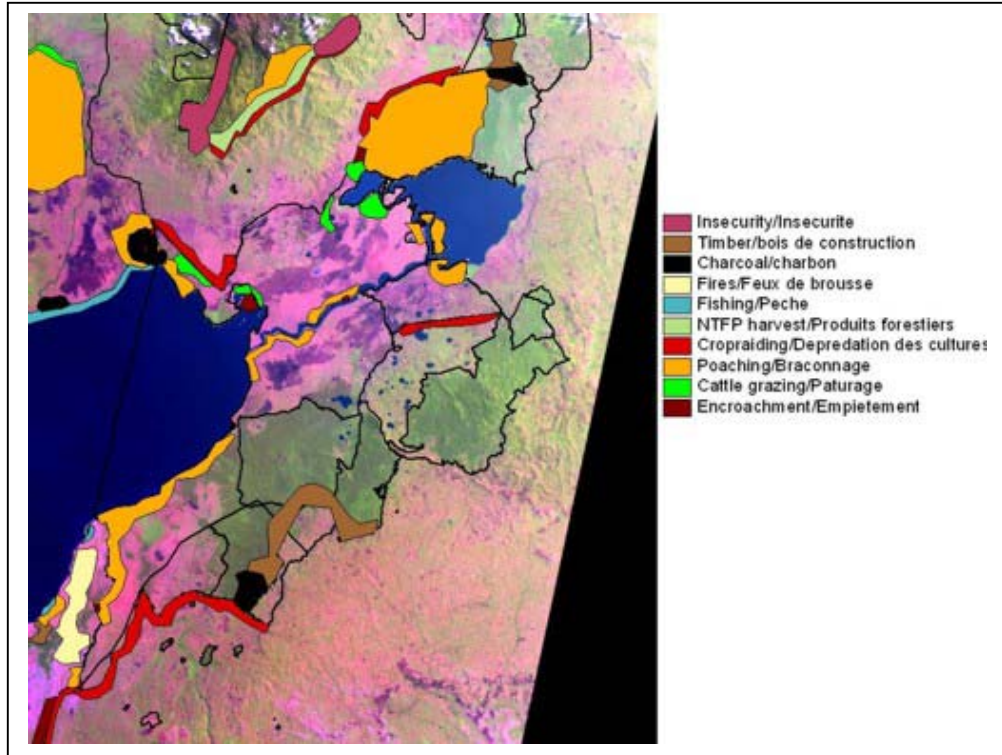 Insecurity/Insecurite
Timber/bois de construction
Charcoal/charbon
Fires/Feux de brousse
Fishing/Peche
NTFP harvest/Produits forestiers
Cropraiding/Depredation des cultures
Poaching/Braconnage
Cattle grazing/Paturage
Encroachment/Empietement